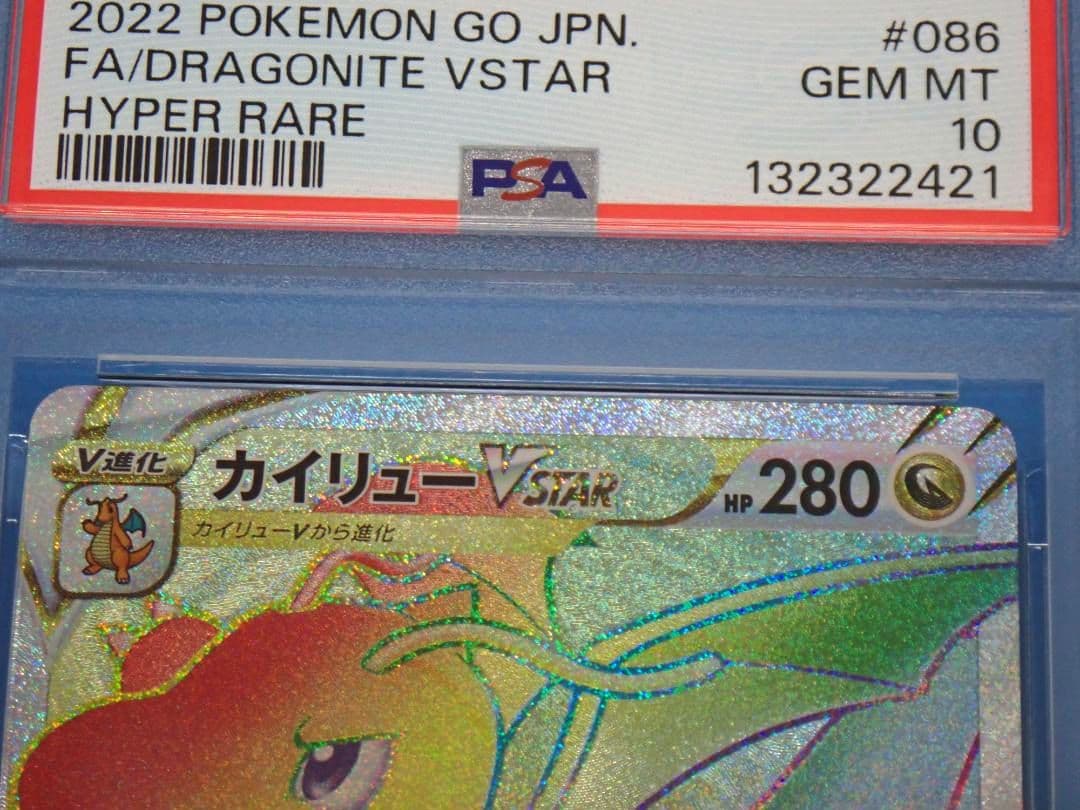 2022 POKEMON GO JPN.
#086
FA/DRAGONITE VSTAR
GEM MT
HYPER RARE
10
PSA
132322421
V進化
カイリューVSTAR
HP 280
カイリューVから進化